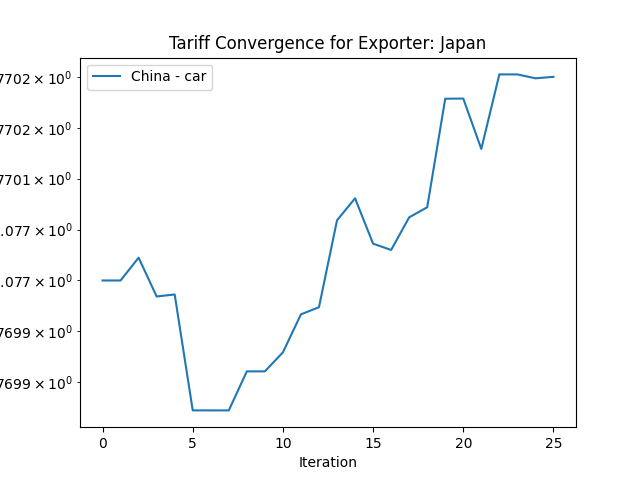 Tariff Convergence for Exporter: Japan
China - car
7702 × 10⁰
7702 × 10⁰
7701 × 10⁰
.077 × 10⁰
.077 × 10⁰
7699 × 10⁰
7699 × 10⁰
0 5 10 15 20 25
Iteration